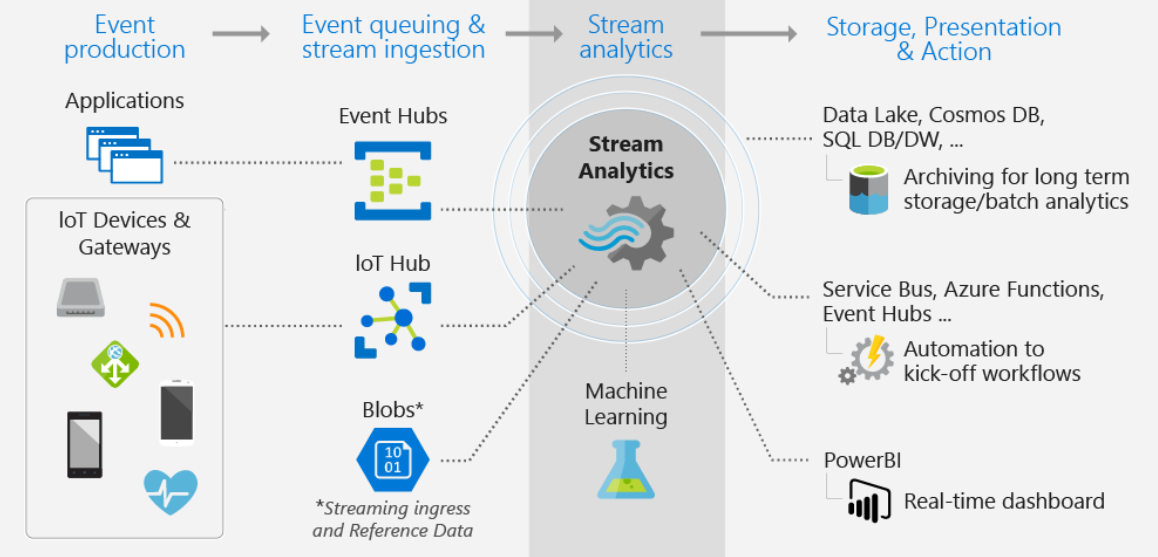 Event
production
Event queuing &
stream ingestion
Stream
analytics
Storage, Presentation
& Action
Applications
IoT Devices &
Gateways
Event Hubs
IoT Hub
Blobs*
10
01
*Streaming ingress
and Reference Data
Stream
Analytics
Machine
Learning
Data Lake, Cosmos DB,
SQL DB/DW, ...
Archiving for long term
storage/batch analytics
Service Bus, Azure Functions,
Event Hubs ...
Automation to
kick-off workflows
PowerBI
Real-time dashboard